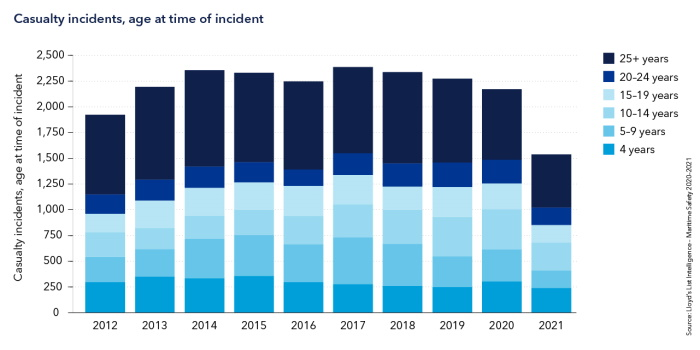 Casualty incidents, age at time of incident
Casualty incidents, age at time of incident
2,500
2,250
2,000
1,750
1,500
1,250
1,000
750
500
250
0
2012 2013 2014 2015 2016 2017 2018 2019 2020 2021
25+ years
20–24 years
15–19 years
10–14 years
5–9 years
4 years
Source: Lloyd's List Intelligence - Maritime Safety 2020-2021